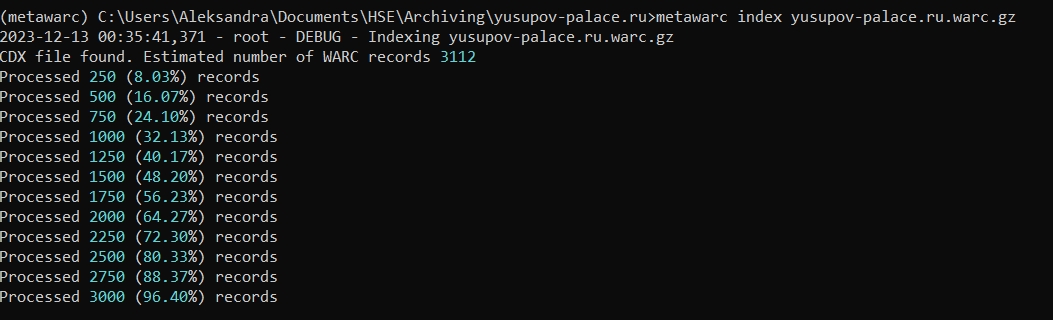 (metawarc) C:\Users\Aleksandra\Documents\HSE\Archiving\yusupov-palace.ru>metawarc index yusupov-palace.ru.warc.gz
2023-12-13 00:35:41,371 - root - DEBUG - Indexing yusupov-palace.ru.warc.gz
CDX file found. Estimated number of WARC records 3112
Processed 250 (8.03%) records
Processed 500 (16.07%) records
Processed 750 (24.10%) records
Processed 1000 (32.13%) records
Processed 1250 (40.17%) records
Processed 1500 (48.20%) records
Processed 1750 (56.23%) records
Processed 2000 (64.27%) records
Processed 2250 (72.30%) records
Processed 2500 (80.33%) records
Processed 2750 (88.37%) records
Processed 3000 (96.40%) records